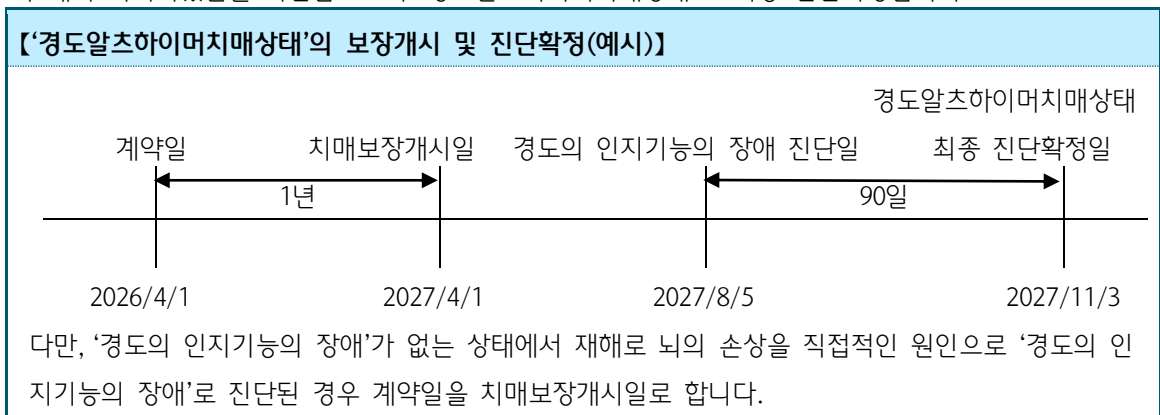 【‘경도알츠하이머치매상태’의 보장개시 및 진단확정(예시)】
경도알츠하이머치매상태
계약일 치매보장개시일 경도의 인지기능의 장애 진단일 최종 진단확정일
1년 90일
2026/4/1 2027/4/1 2027/8/5 2027/11/3
다만, ‘경도의 인지기능의 장애’가 없는 상태에서 재해로 뇌의 손상을 직접적인 원인으로 ‘경도의 인
지기능의 장애’로 진단된 경우 계약일을 치매보장개시일로 합니다.